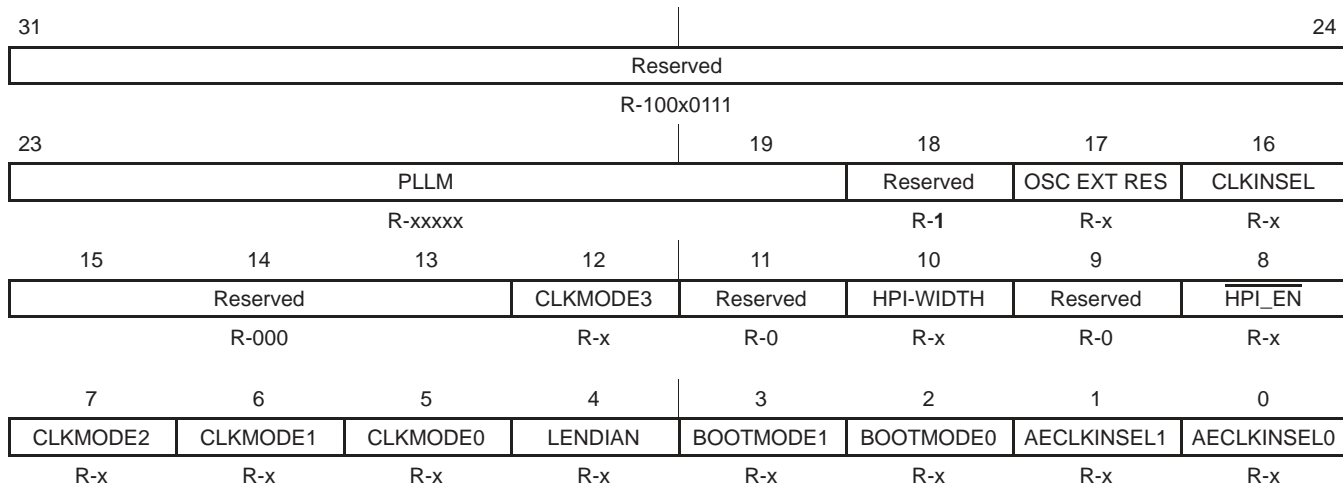 31 24
Reserved
R-100x0111
23 19 18 17 16
PLLM Reserved OSC EXT RES CLKINSEL
R-xxxxx R-1 R-x R-x
15 14 13 12 11 10 9 8
Reserved CLKMODE3 Reserved HPI-WIDTH Reserved HPI_EN
R-000 R-x R-0 R-x R-0 R-x
7 6 5 4 3 2 1 0
CLKMODE2 CLKMODE1 CLKMODE0 LENDIAN BOOTMODE1 BOOTMODE0 AECLKINSEL1 AECLKINSEL0
R-x R-x R-x R-x R-x R-x R-x R-x